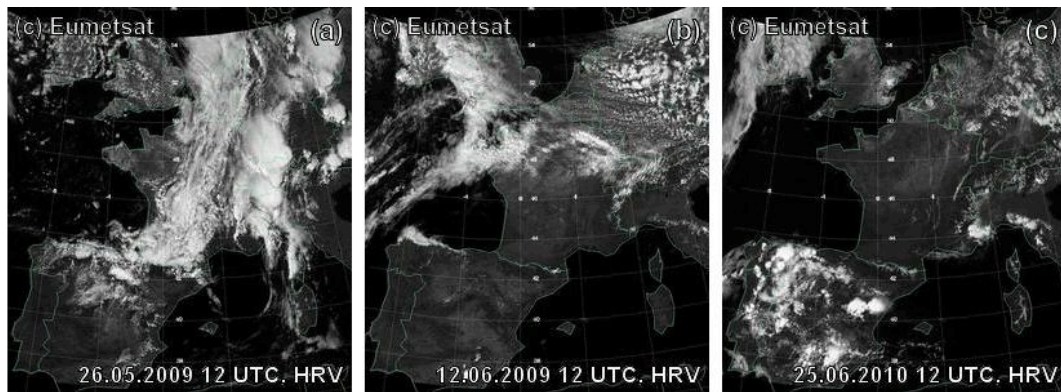 (c) Eumetsat (a)
26.05.2009 12 UTC, HRV
(c) Eumetsat (b)
12.06.2009 12 UTC, HRV
(c) Eumetsat (c)
25.06.2010 12 UTC, HRV